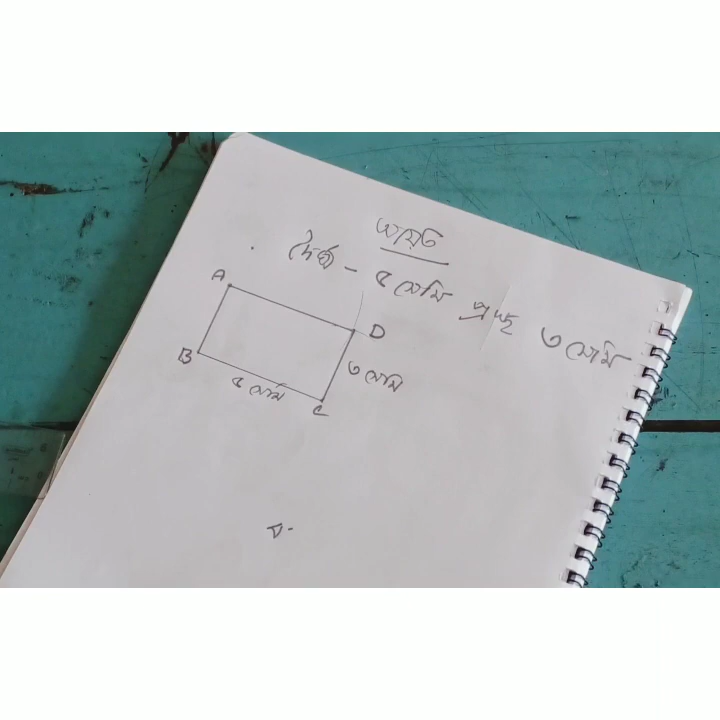 আয়ত
দৈর্ঘ্য - ৫ সেমি প্রস্থ ৩ সেমি
A
D
B
৩ সেমি
৫ সেমি
C